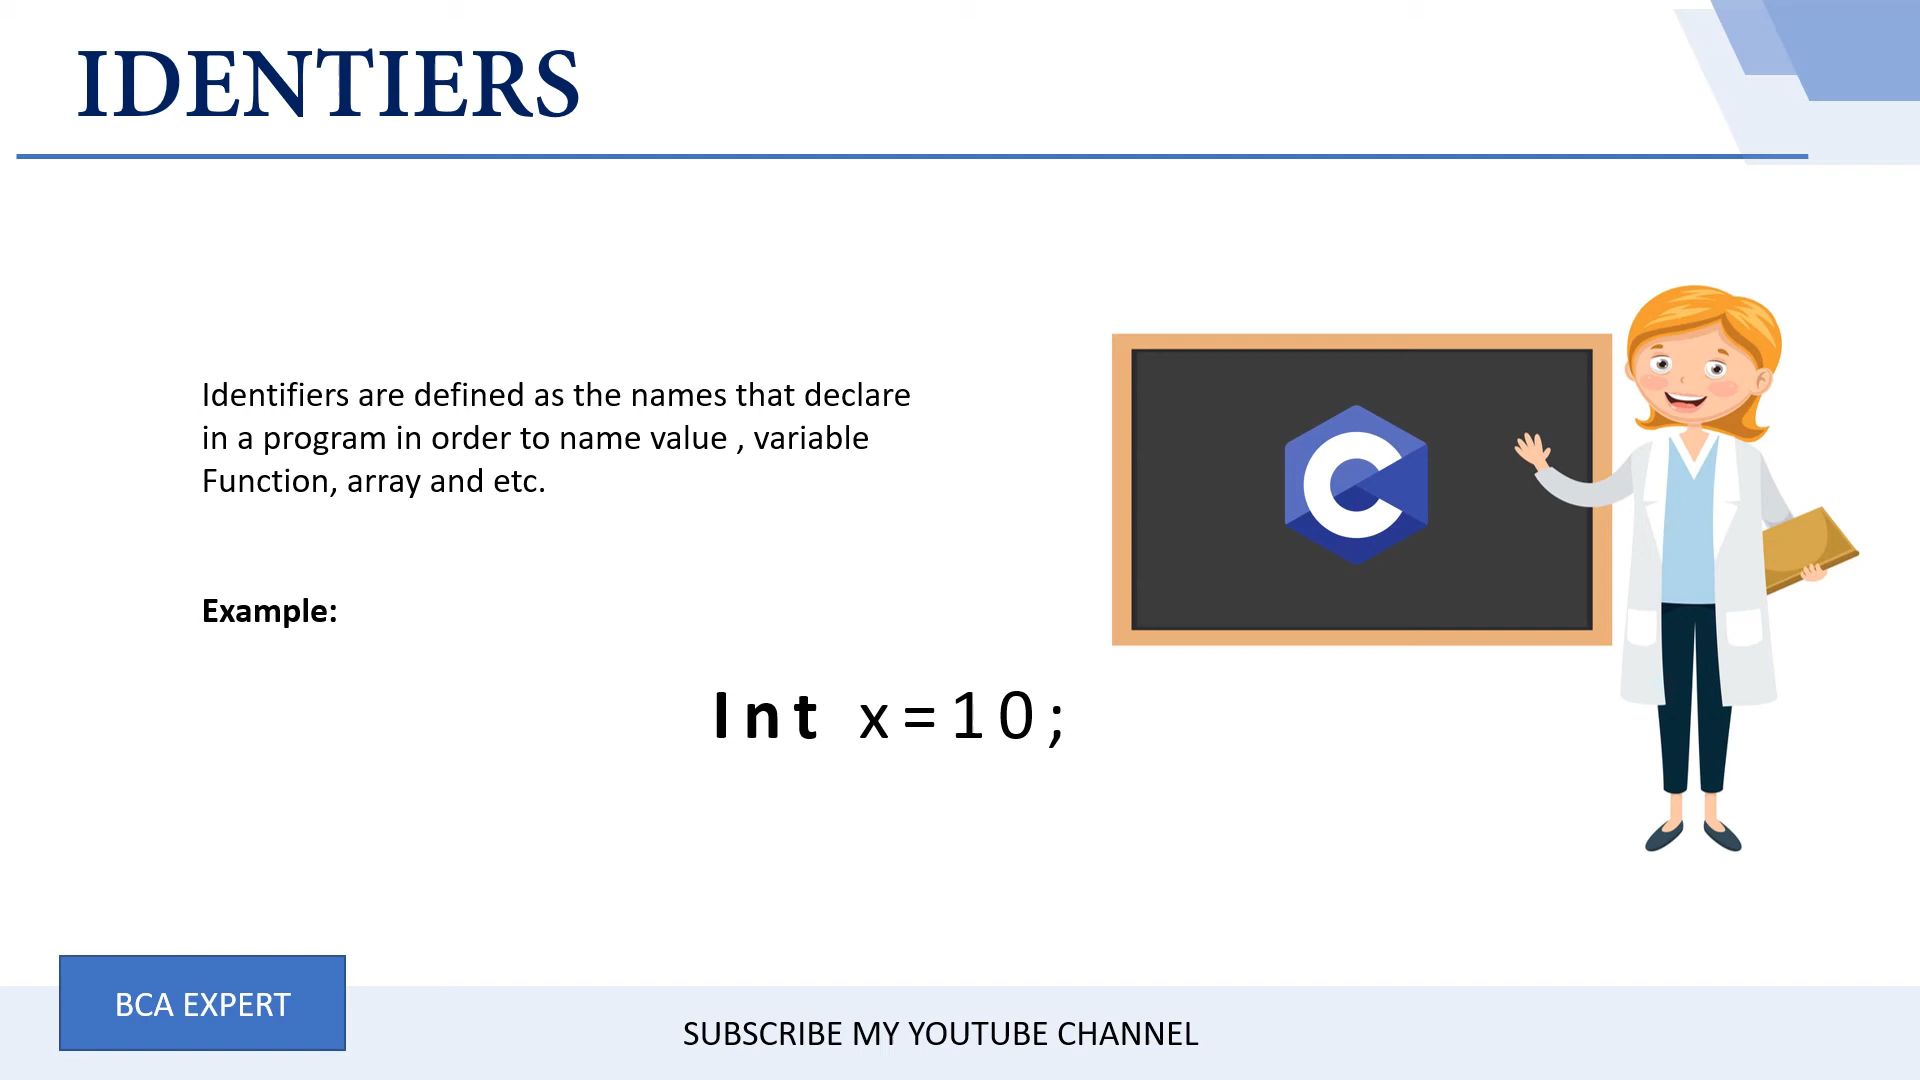 IDENTIERS
Identifiers are defined as the names that declare
in a program in order to name value , variable
Function, array and etc.
Example:
Int x=10;
BCA EXPERT
SUBSCRIBE MY YOUTUBE CHANNEL